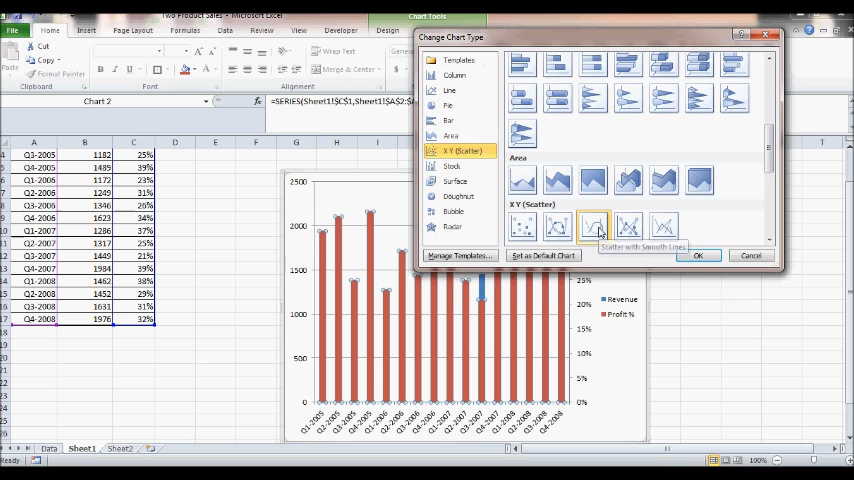 Two Product Sales - Microsoft Excel
Chart Tools
File Home Insert Page Layout Formulas Data Review View Developer Design
Cut
Copy
Format Painter
Paste
Clipboard
Font
Wrap Text
Merge & Center
Alignment
Change Chart Type
Templates
Column
Line
Pie
Bar
Area
X Y (Scatter)
Stock
Surface
Doughnut
Bubble
Radar
Area
X Y (Scatter)
Scatter with Smooth Lines
Manage Templates...
Set as Default Chart
OK
Cancel
Chart 2
fx
=SERIES(Sheet1!$C$1,Sheet1!$A$2:$A
A B C D E F G H I T
4 Q3-2005 1182 25%
5 Q4-2005 1489 39%
6 Q1-2006 1172 23%
7 Q2-2006 1249 31%
8 Q3-2006 1346 26%
9 Q4-2006 1623 34%
10 Q1-2007 1286 37%
11 Q2-2007 1317 25%
12 Q3-2007 1449 21%
13 Q4-2007 1984 39%
14 Q1-2008 1462 38%
15 Q2-2008 1452 29%
16 Q3-2008 1631 31%
17 Q4-2008 1976 32%
18
19
20
21
22
23
24
25
26
2500
2000
1500
1000
500
0
25%
20%
15%
10%
5%
0%
Revenue
Profit %
Q1-2005 Q2-2005 Q3-2005 Q4-2005 Q1-2006 Q2-2006 Q3-2006 Q4-2006 Q1-2007 Q2-2007 Q3-2007 Q4-2007 Q1-2008 Q2-2008 Q3-2008 Q4-2008
Data Sheet1 Sheet2
Ready
100%